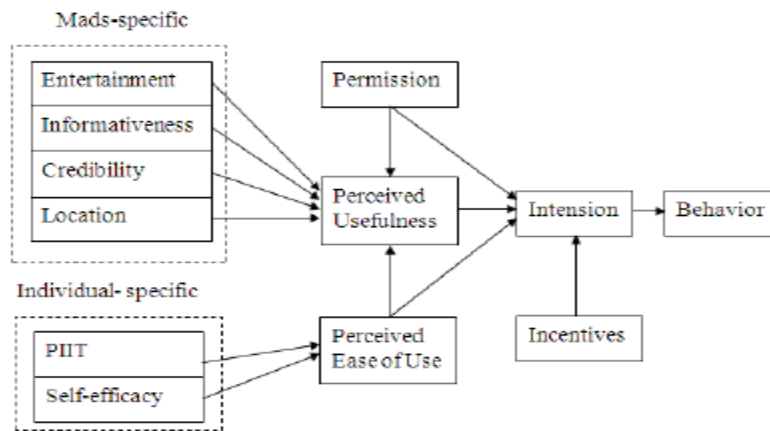 Mads-specific
Entertainment
Informativeness
Credibility
Location
Permission
Perceived
Usefulness
Intension
Behavior
Individual- specific
PIIT
Self-efficacy
Perceived
Ease of Use
Incentives